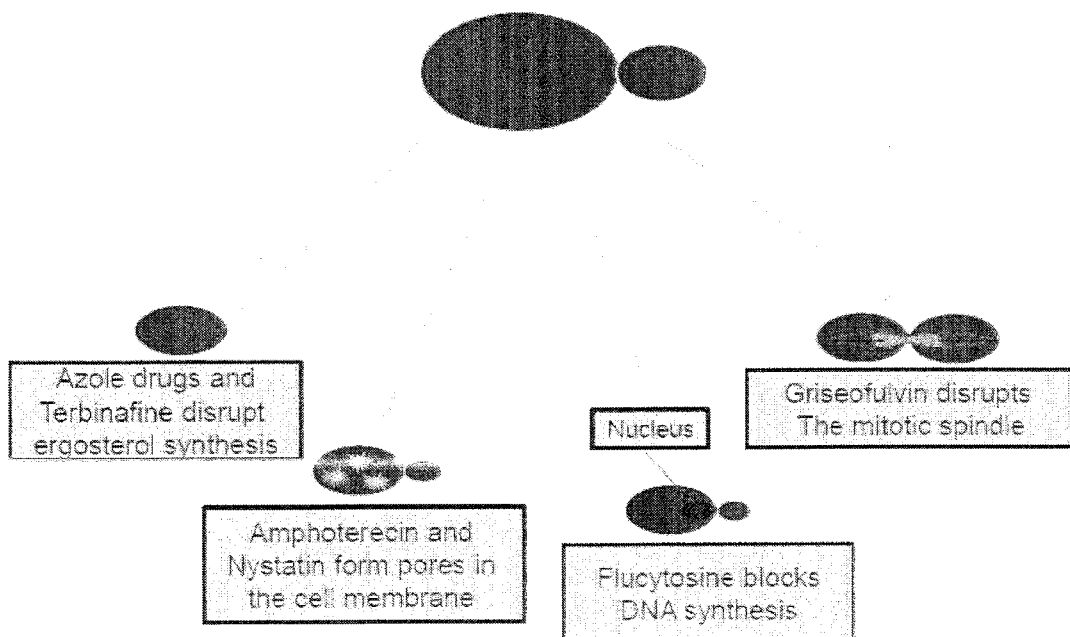 Azole drugs and
Terbinafine disrupt
ergosterol synthesis
Amphoterecin and
Nystatin form pores in
the cell membrane
Nucleus
Flucytosine blocks
DNA synthesis
Griseofulvin disrupts
The mitotic spindle